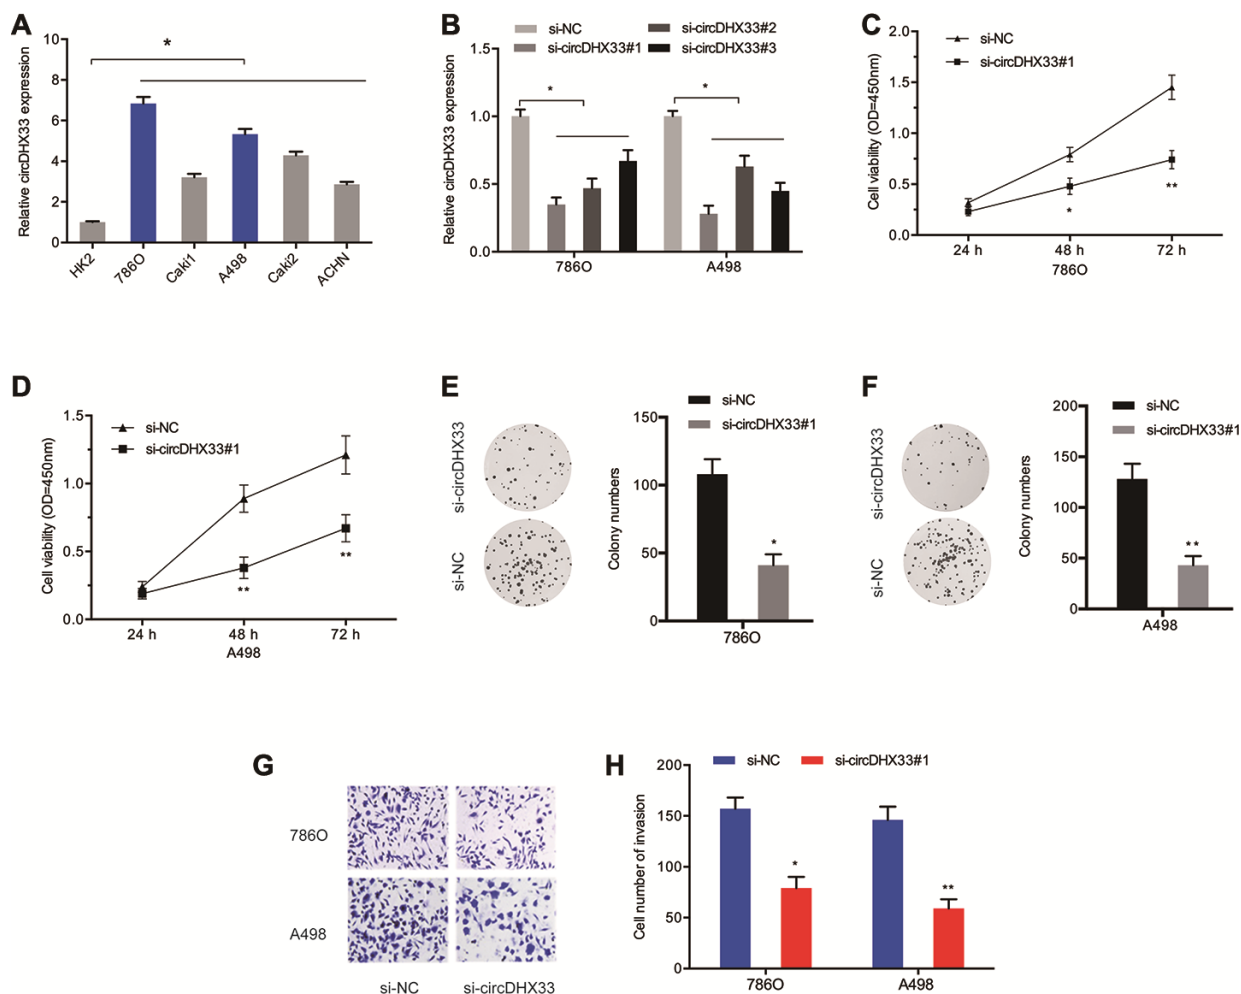 A
Relative circDHX33 expression
10
8
6
4
2
0
*
HK2
786O
Caki1
A498
Caki2
ACHN
B
si-NC
si-circDHX33#1
si-circDHX33#2
si-circDHX33#3
Relative circDHX33 expression
1.5
1.0
0.5
0.0
*
*
786O
A498
C
si-NC
si-circDHX33#1
Cell viability (OD=450nm)
2.0
1.5
1.0
0.5
0.0
*
**
24 h
48 h
72 h
786O
D
si-NC
si-circDHX33#1
Cell viability (OD=450nm)
1.5
1.0
0.5
0.0
**
**
24 h
48 h
72 h
A498
E
si-circDHX33
si-NC
si-NC
si-circDHX33#1
Colony numbers
150
100
50
0
*
786O
F
si-circDHX33
si-NC
si-NC
si-circDHX33#1
Colony numbers
200
150
100
50
0
**
A498
G
786O
A498
si-NC
si-circDHX33
H
si-NC
si-circDHX33#1
Cell number of invasion
200
150
100
50
0
*
**
786O
A498